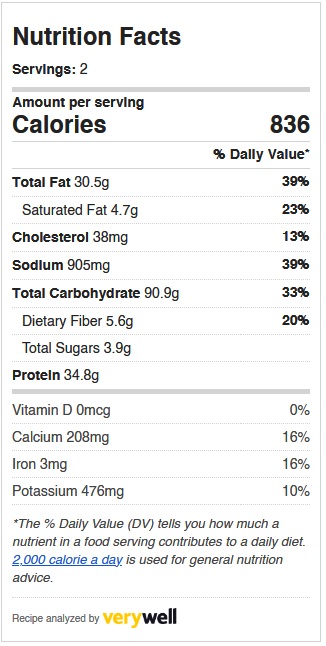 Nutrition Facts
Servings: 2
Amount per serving
Calories 836
% Daily Value*
Total Fat 30.5g 39%
Saturated Fat 4.7g 23%
Cholesterol 38mg 13%
Sodium 905mg 39%
Total Carbohydrate 90.9g 33%
Dietary Fiber 5.6g 20%
Total Sugars 3.9g
Protein 34.8g
Vitamin D 0mcg 0%
Calcium 208mg 16%
Iron 3mg 16%
Potassium 476mg 10%
*The % Daily Value (DV) tells you how much a
nutrient in a food serving contributes to a daily diet.
2,000 calorie a day is used for general nutrition
advice.
Recipe analyzed by verywell